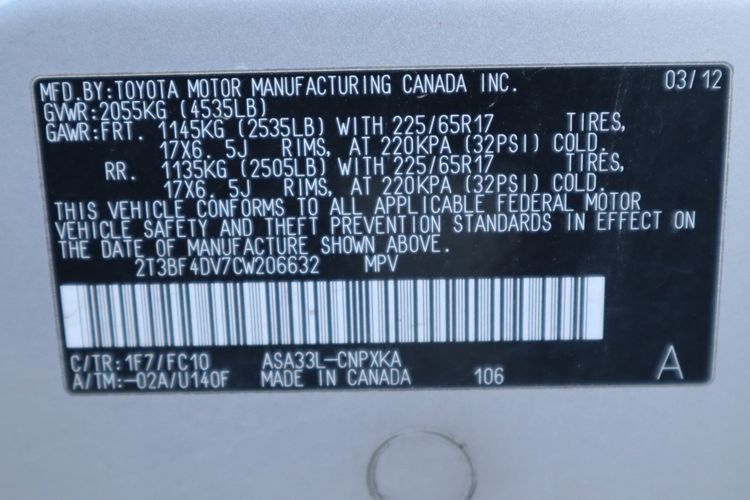 MFD.BY:TOYOTA MOTOR MANUFACTURING CANADA INC. 03/12
GVWR:2055KG (4535LB)
GAWR:FRT. 1145KG (2535LB) WITH 225/65R17 TIRES,
17X6. 5J RIMS, AT 220KPA (32PSI) COLD.
RR. 1135KG (2505LB) WITH 225/65R17 TIRES,
17X6. 5J RIMS, AT 220KPA (32PSI) COLD.
THIS VEHICLE CONFORMS TO ALL APPLICABLE FEDERAL MOTOR
VEHICLE SAFETY AND THEFT PREVENTION STANDARDS IN EFFECT ON
THE DATE OF MANUFACTURE SHOWN ABOVE.
2T3BF4DV7CW206632 MPV
C/TR:1F7/FC10 ASA33L-CNPXKA
A/TM:-02A/U140F MADE IN CANADA 106 A